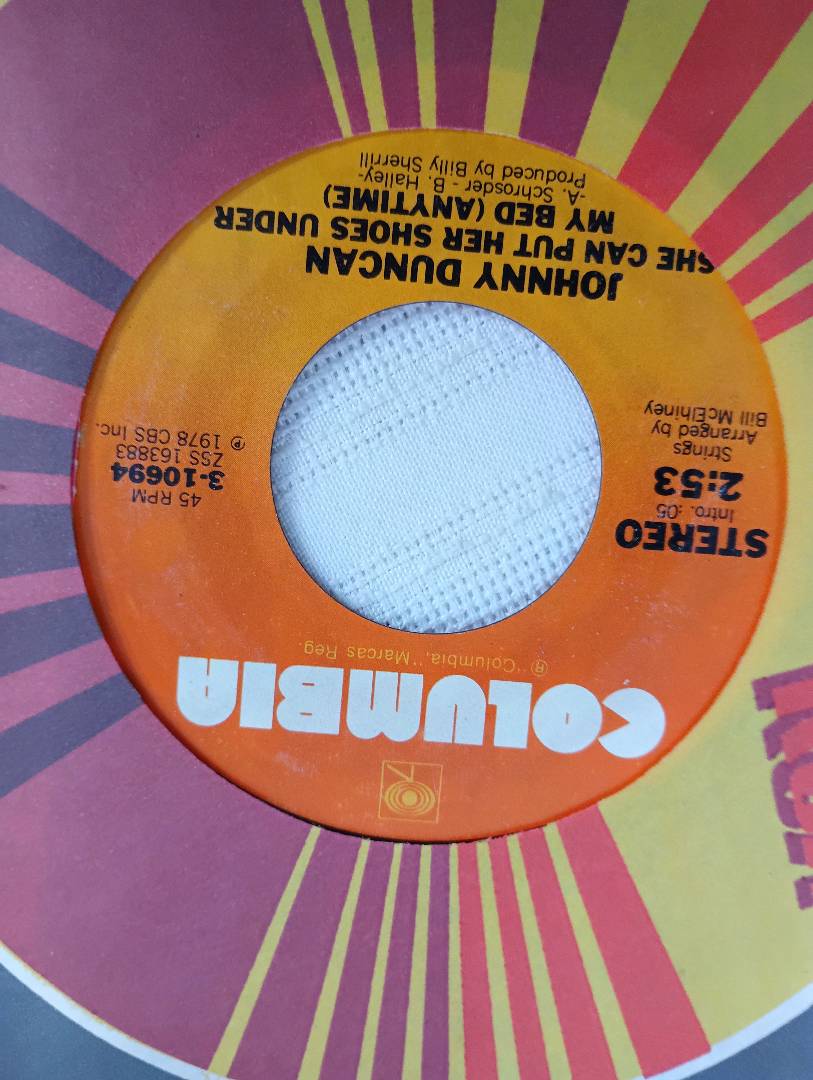 COLUMBIA
® "Columbia," Marcas Reg.
STEREO
Intro. :05
2:53
Strings
Arranged by
Bill McElhiney
45 RPM
3-10694
ZSS 163883
℗ 1978 CBS Inc.
JOHNNY DUNCAN
SHE CAN PUT HER SHOES UNDER
MY BED (ANYTIME)
-A. Schrosder - B. Halley-
Produced by Billy Sherrill